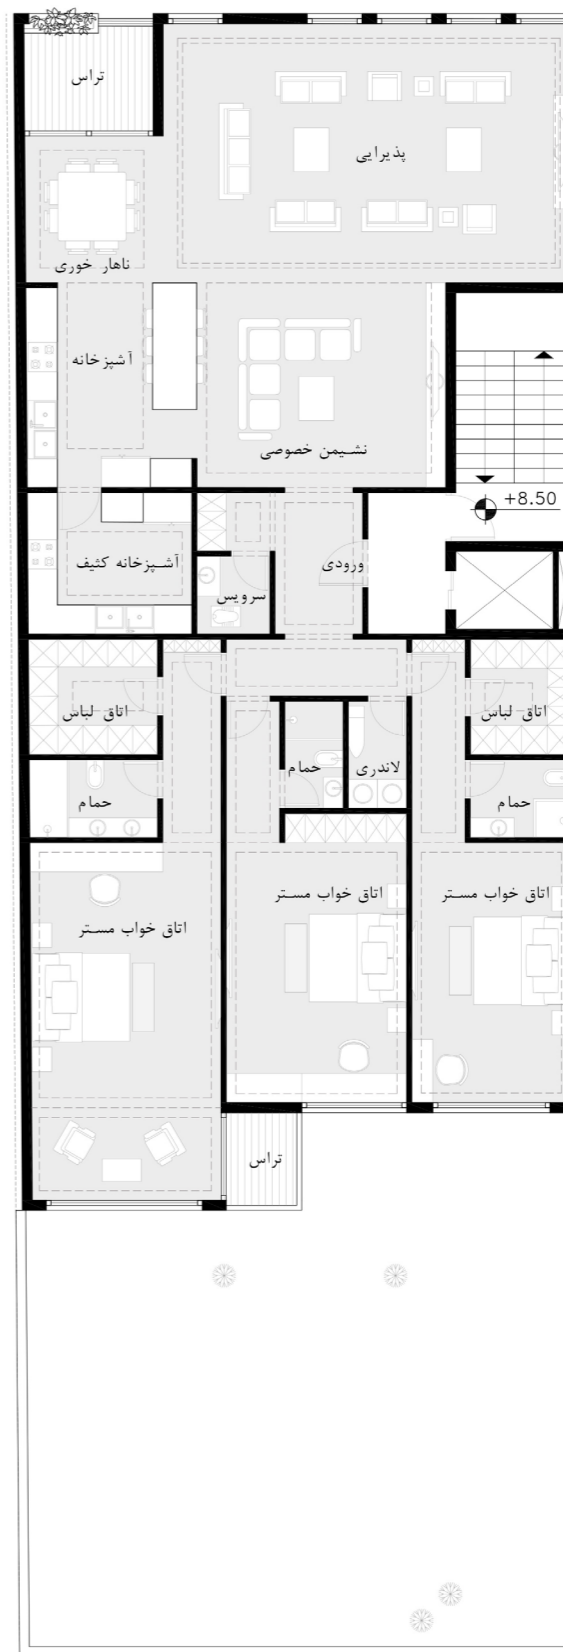 تراس
پذیرایی
ناهار خوری
آشپزخانه
نشیمن خصوصی
+8.50
آشپزخانه کثیف
ورودی
سرویس
اتاق لباس
اتاق لباس
حمام
حمام
لاندری
حمام
اتاق خواب مستر
اتاق خواب مستر
اتاق خواب مستر
تراس